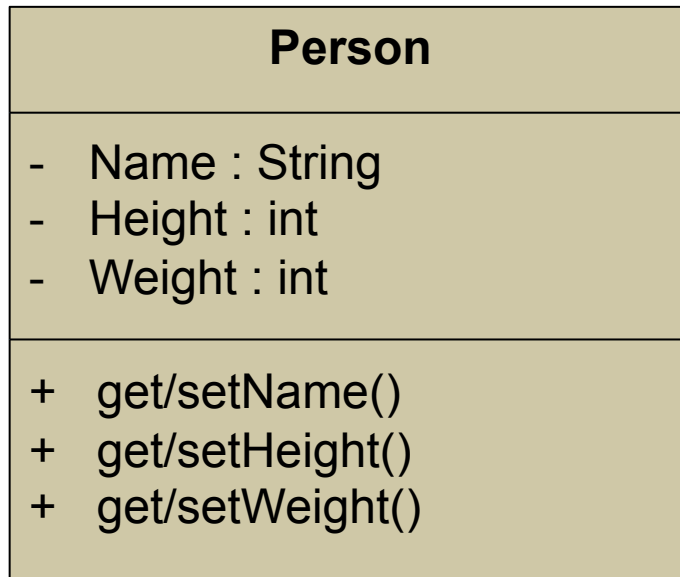 Person
- Name : String
- Height : int
- Weight : int
+ get/setName()
+ get/setHeight()
+ get/setWeight()